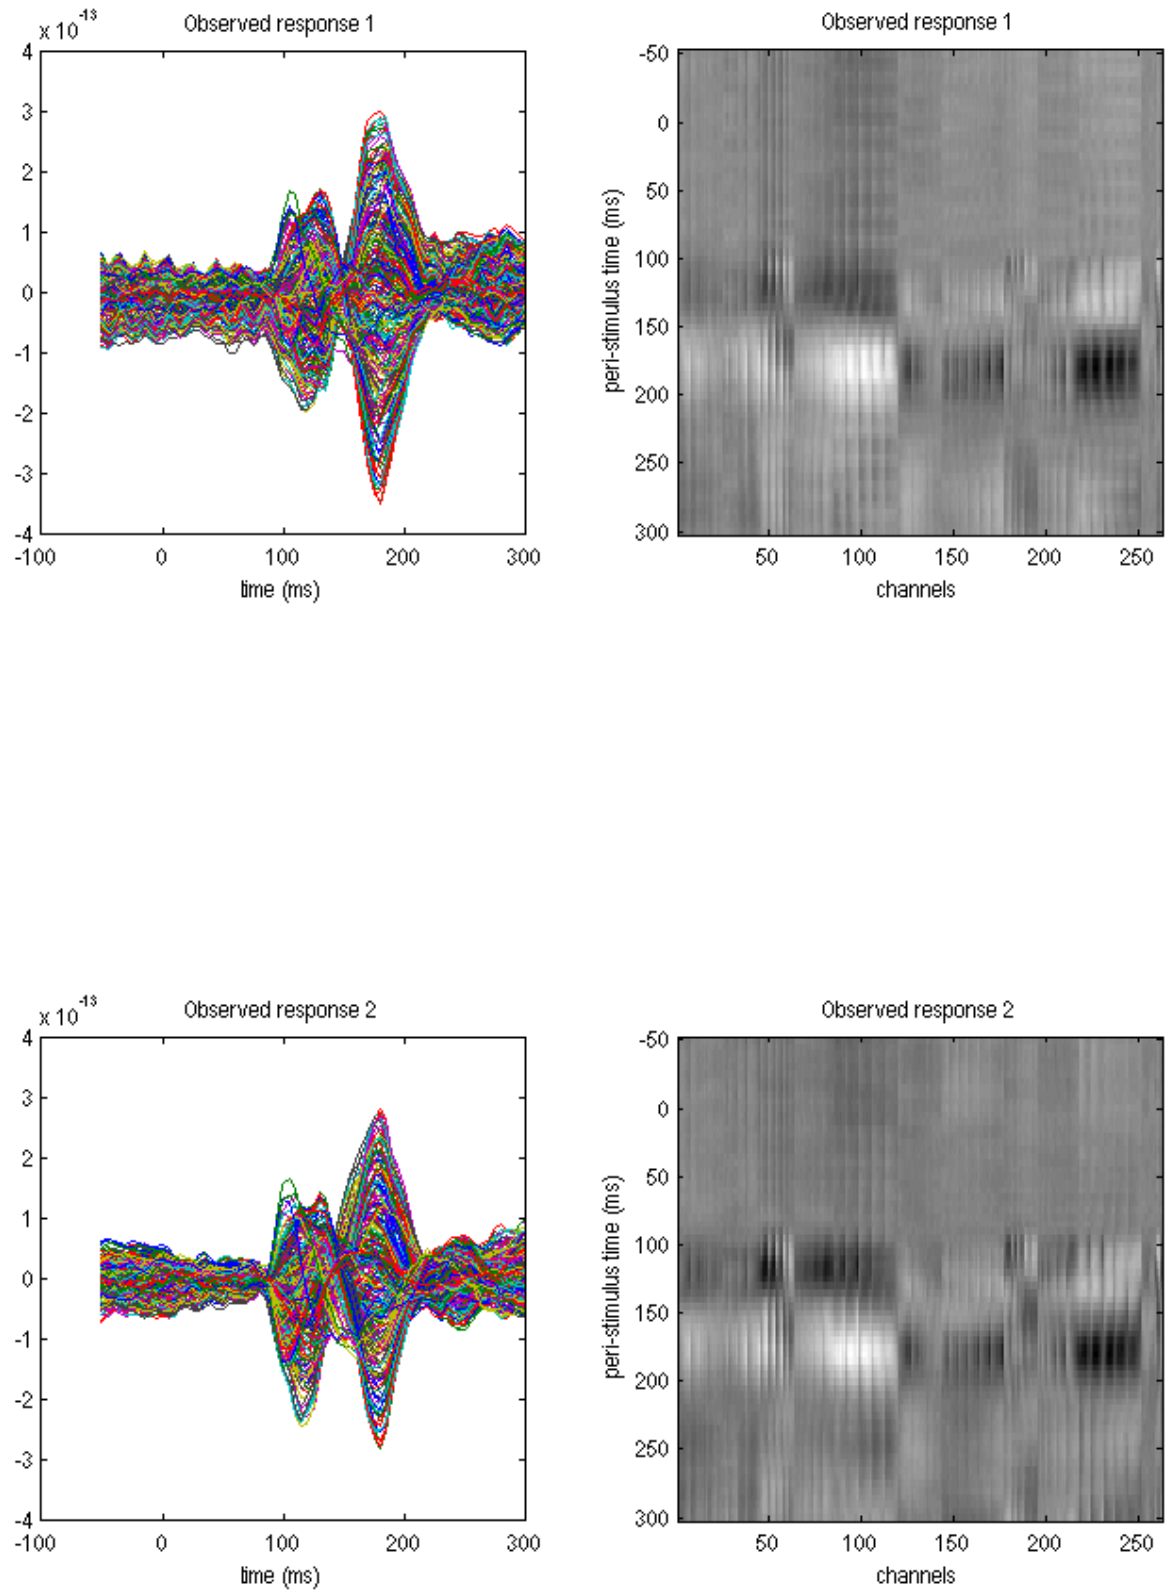 x 10^-13
Observed response 1
4
3
2
1
0
-1
-2
-3
-4
-100 0 100 200 300
time (ms)
Observed response 1
-50
0
50
100
150
200
250
300
peri-stimulus time (ms)
50 100 150 200 250
channels
x 10^-13
Observed response 2
4
3
2
1
0
-1
-2
-3
-4
-100 0 100 200 300
time (ms)
Observed response 2
-50
0
50
100
150
200
250
300
peri-stimulus time (ms)
50 100 150 200 250
channels